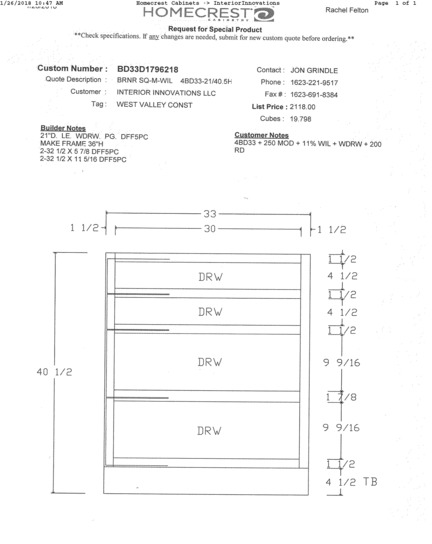 1/26/2018 10:47 AM Homecrest Cabinets -> InteriorInnovations Page 1 of 1
HOMECREST
CABINETRY
Rachel Felton
Request for Special Product
**Check specifications. If any changes are needed, submit for new custom quote before ordering.**
Custom Number : BD33D1796218
Contact : JON GRINDLE
Quote Description : BRNR SQ-M-WIL 4BD33-21/40.5H
Phone : 1623-221-9517
Customer : INTERIOR INNOVATIONS LLC
Fax # : 1623-691-8384
Tag : WEST VALLEY CONST
List Price : 2118.00
Cubes : 19.798
Builder Notes
21"D. LE. WDRW. PG. DFF5PC
MAKE FRAME 36"H
2-32 1/2 X 5 7/8 DFF5PC
2-32 1/2 X 11 5/16 DFF5PC
Customer Notes
4BD33 + 250 MOD + 11% WIL + WDRW + 200
RD
33
1 1/2 30 1 1/2
1 1/2
DRW 4 1/2
1 1/2
DRW 4 1/2
1 1/2
DRW 9 9/16
40 1/2
1 7/8
DRW 9 9/16
1 1/2
4 1/2 TB